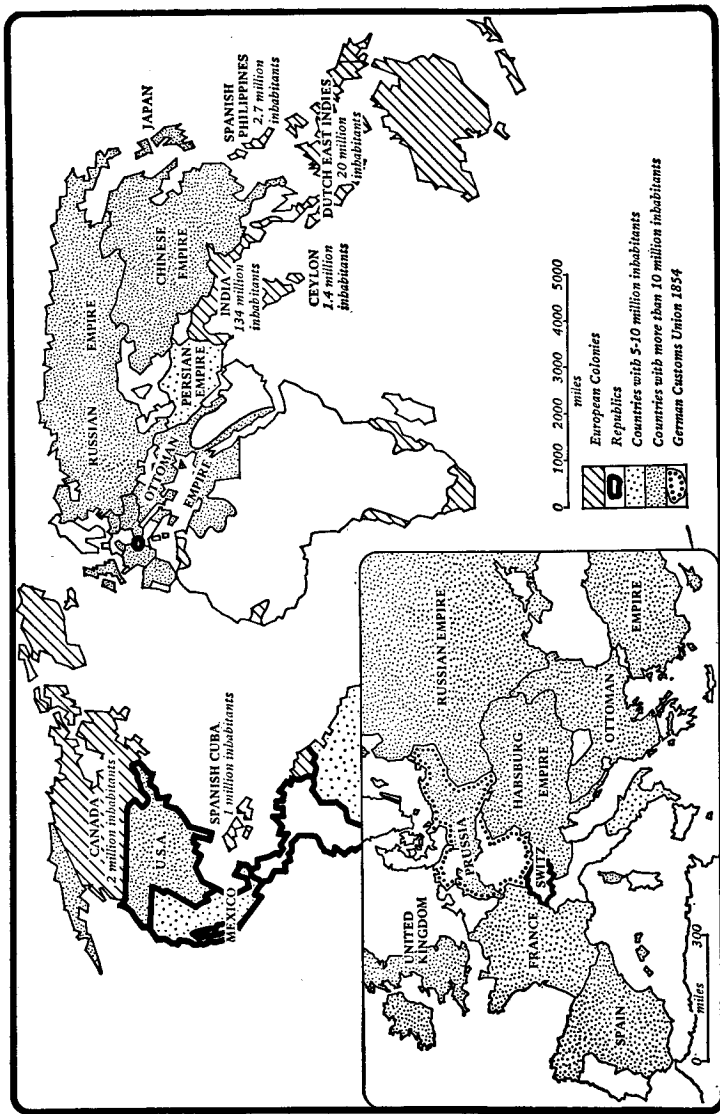 CANADA
2 million inhabitants
U.S.A
MEXICO
SPANISH CUBA
1 million inhabitants
RUSSIAN
EMPIRE
OTTOMAN
EMPIRE
PERSIAN
EMPIRE
CHINESE
EMPIRE
JAPAN
SPANISH
PHILIPPINES
2.7 million
inhabitants
INDIA
134 million
inhabitants
CEYLON
1.4 million
inhabitants
DUTCH EAST INDIES
20 million
inhabitants
0 1000 2000 3000 4000 5000
miles
European Colonies
Republics
Countries with 5-10 million inhabitants
Countries with more than 10 million inhabitants
German Customs Union 1854
UNITED
KINGDOM
PRUSSIA
RUSSIAN EMPIRE
FRANCE
SWITZ
HABSBURG
EMPIRE
OTTOMAN
EMPIRE
SPAIN
0 miles 300